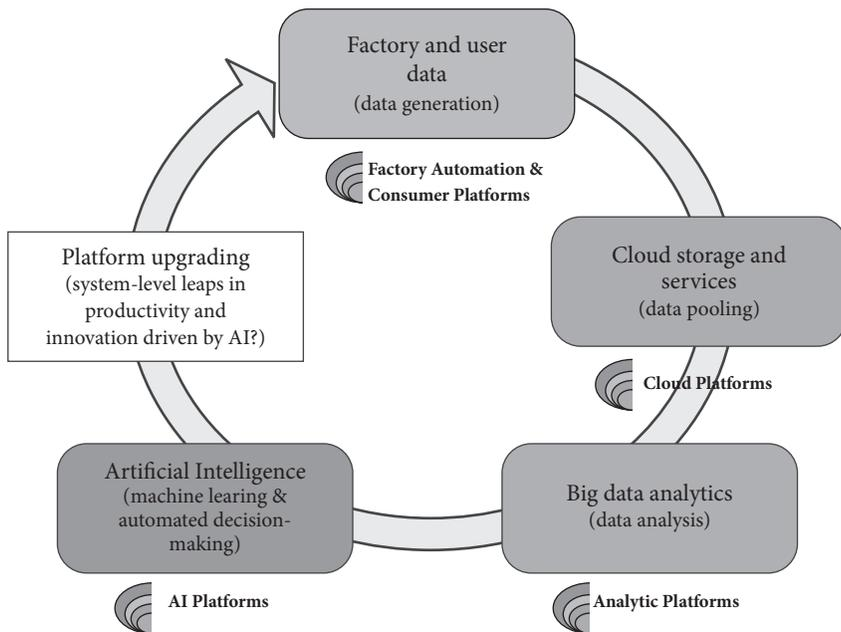 Factory and user
data
(data generation)
Factory Automation &
Consumer Platforms
Cloud storage and
services
(data pooling)
Cloud Platforms
Big data analytics
(data analysis)
Analytic Platforms
Artificial Intelligence
(machine learing &
automated decision-
making)
AI Platforms
Platform upgrading
(system-level leaps in
productivity and
innovation driven by AI?)